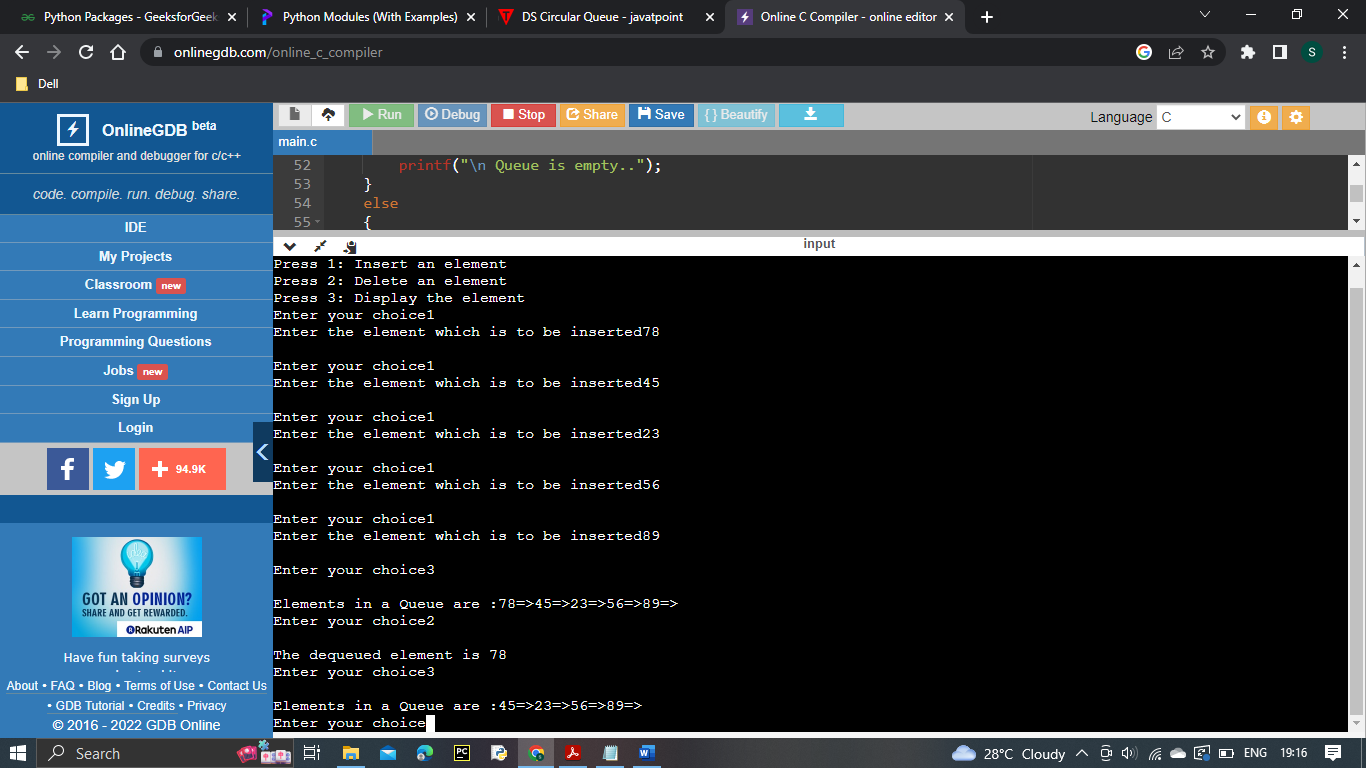 Python Packages - GeeksforGeek
Python Modules (With Examples)
DS Circular Queue - javatpoint
Online C Compiler - online editor
onlinegdb.com/online_c_compiler
S
Dell
OnlineGDB beta
online compiler and debugger for c/c++
code. compile. run. debug. share.
IDE
My Projects
Classroom new
Learn Programming
Programming Questions
Jobs new
Sign Up
Login
f
+ 94.9K
GOT AN OPINION?
SHARE AND GET REWARDED.
Rakuten AIP
Have fun taking surveys
About • FAQ • Blog • Terms of Use • Contact Us
• GDB Tutorial • Credits • Privacy
© 2016 - 2022 GDB Online
Run Debug Stop Share Save { } Beautify
Language C
main.c
52 printf("\n Queue is empty..");
53 }
54 else
55 {
input
Press 1: Insert an element
Press 2: Delete an element
Press 3: Display the element
Enter your choice1
Enter the element which is to be inserted78
Enter your choice1
Enter the element which is to be inserted45
Enter your choice1
Enter the element which is to be inserted23
Enter your choice1
Enter the element which is to be inserted56
Enter your choice1
Enter the element which is to be inserted89
Enter your choice3
Elements in a Queue are :78=>45=>23=>56=>89=>
Enter your choice2
The dequeued element is 78
Enter your choice3
Elements in a Queue are :45=>23=>56=>89=>
Enter your choice
Search
PC
28°C Cloudy
ENG
19:16